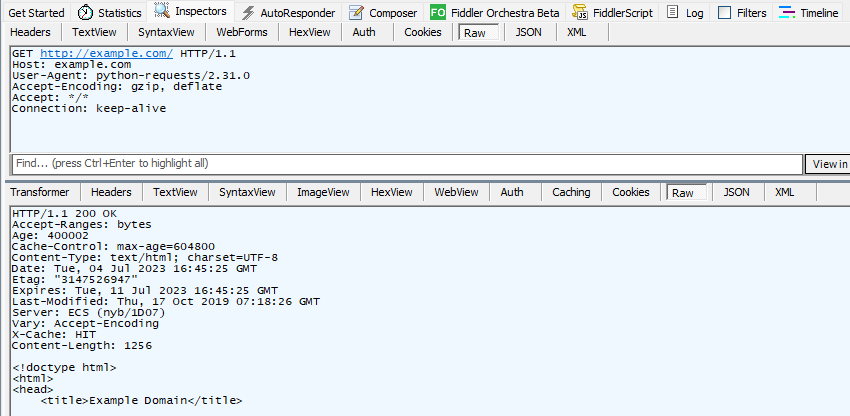 Get Started Statistics Inspectors AutoResponder Composer FO Fiddler Orchestra Beta FiddlerScript Log Filters Timeline
Headers TextView SyntaxView WebForms HexView Auth Cookies Raw JSON XML
GET http://example.com/ HTTP/1.1
Host: example.com
User-Agent: python-requests/2.31.0
Accept-Encoding: gzip, deflate
Accept: */*
Connection: keep-alive
Find... (press Ctrl+Enter to highlight all) View in
Transformer Headers TextView SyntaxView ImageView HexView WebView Auth Caching Cookies Raw JSON XML
HTTP/1.1 200 OK
Accept-Ranges: bytes
Age: 400002
Cache-Control: max-age=604800
Content-Type: text/html; charset=UTF-8
Date: Tue, 04 Jul 2023 16:45:25 GMT
Etag: "3147526947"
Expires: Tue, 11 Jul 2023 16:45:25 GMT
Last-Modified: Thu, 17 Oct 2019 07:18:26 GMT
Server: ECS (nyb/1D07)
Vary: Accept-Encoding
X-Cache: HIT
Content-Length: 1256
<!doctype html>
<html>
<head>
<title>Example Domain</title>